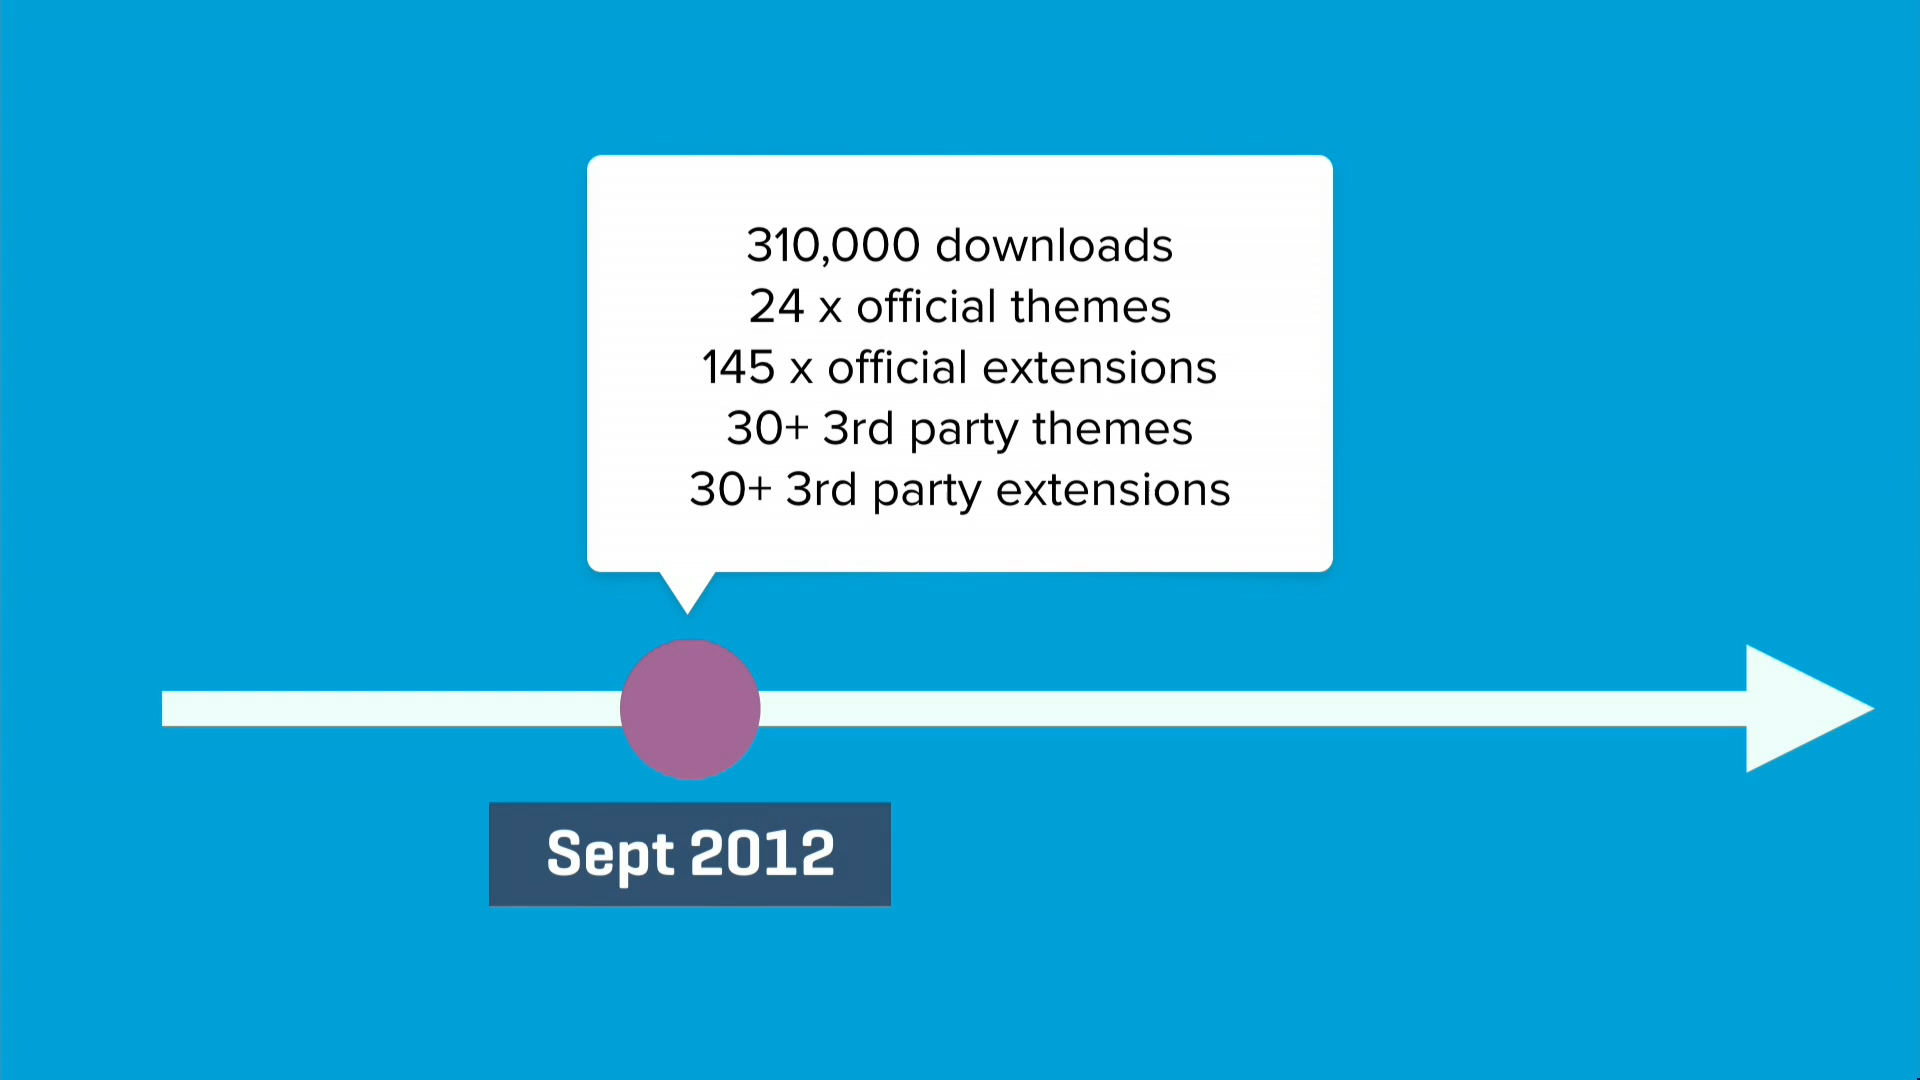 310,000 downloads
24 x official themes
145 x official extensions
30+ 3rd party themes
30+ 3rd party extensions
Sept 2012